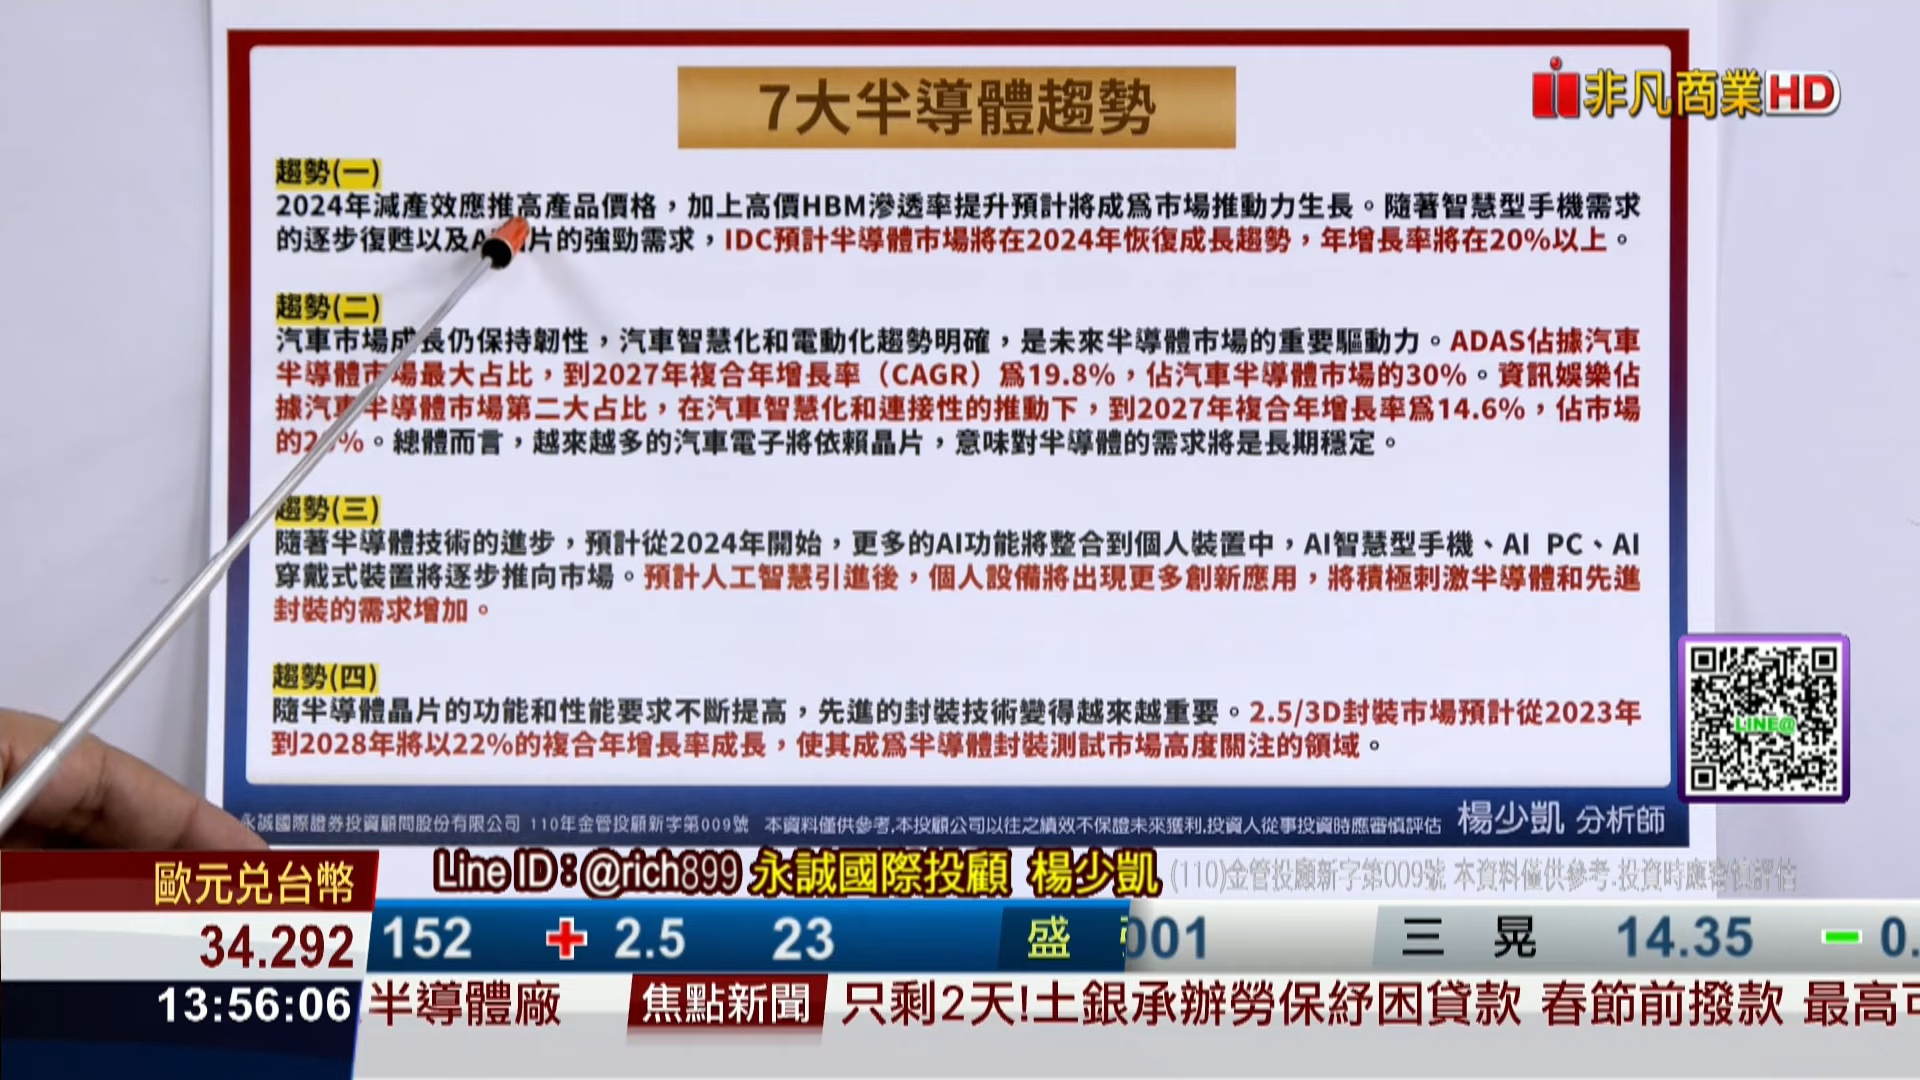 7大半導體趨勢
非凡商業HD
趨勢(一)
2024年減產效應推高產品價格，加上高價HBM滲透率提升預計將成為市場推動力生長。隨著智慧型手機需求
的逐步復甦以及A 片的強勁需求，IDC預計半導體市場將在2024年恢復成長趨勢，年增長率將在20%以上。
趨勢(二)
汽車市場成長仍保持韌性，汽車智慧化和電動化趨勢明確，是未來半導體市場的重要驅動力。ADAS佔據汽車
半導體市場最大占比，到2027年複合年增長率（CAGR）為19.8%，佔汽車半導體市場的30%。資訊娛樂佔
據汽車半導體市場第二大占比，在汽車智慧化和連接性的推動下，到2027年複合年增長率為14.6%，佔市場
的2 %。總體而言，越來越多的汽車電子將依賴晶片，意味對半導體的需求將是長期穩定。
趨勢(三)
隨著半導體技術的進步，預計從2024年開始，更多的AI功能將整合到個人裝置中，AI智慧型手機、AI PC、AI
穿戴式裝置將逐步推向市場。預計人工智慧引進後，個人設備將出現更多創新應用，將積極刺激半導體和先進
封裝的需求增加。
趨勢(四)
隨半導體晶片的功能和性能要求不斷提高，先進的封裝技術變得越來越重要。2.5/3D封裝市場預計從2023年
到2028年將以22%的複合年增長率成長，使其成為半導體封裝測試市場高度關注的領域。
LINE@
永誠國際證券投資顧問股份有限公司 110年金管投顧新字第009號 本資料僅供參考,本投顧公司以往之績效不保證未來獲利,投資人從事投資時應審慎評估 楊少凱 分析師
Line ID：@rich899 永誠國際投顧 楊少凱 (110)金管投顧新字第009號 本資料僅供參考.投資時應審慎評估
歐元兌台幣
34.292
152 + 2.5 23 盛 001 三晃 14.35 – 0.
13:56:06
半導體廠 焦點新聞 只剩2天!土銀承辦勞保紓困貸款 春節前撥款 最高可